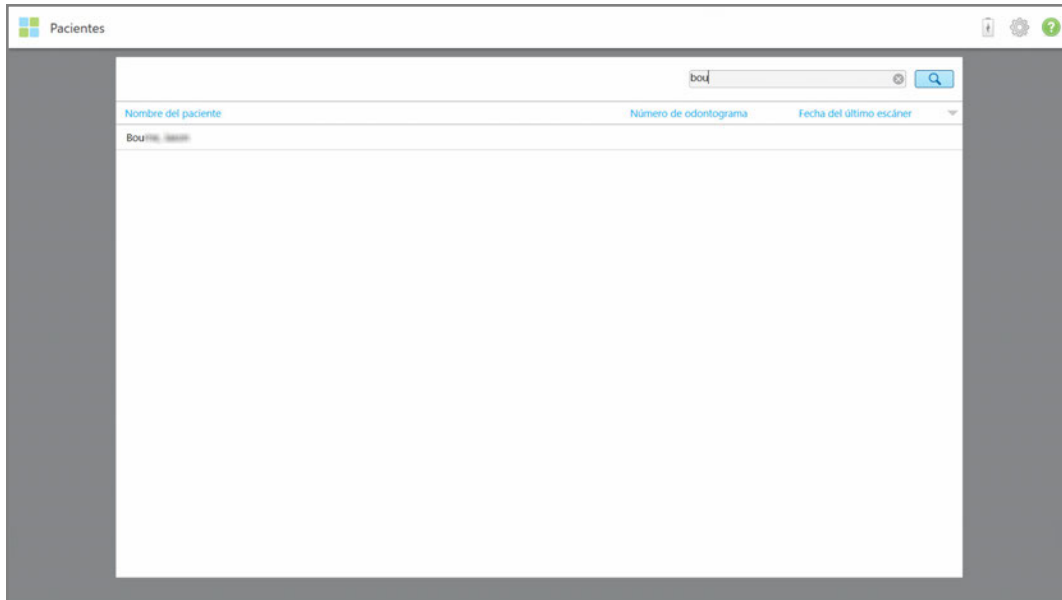 Pacientes
?
bou
Nombre del paciente Número de odontograma Fecha del último escáner
Bou